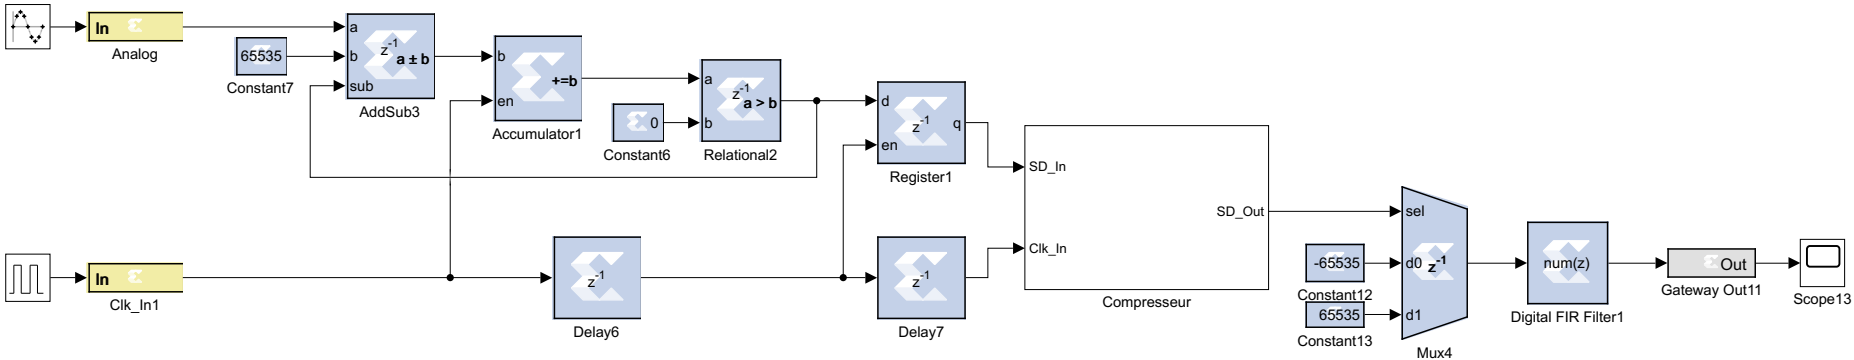 In
Analog
65535
Constant7
a
b
sub
z-1
a ± b
AddSub3
b
en
+=b
Accumulator1
0
Constant6
a
b
z-1
a > b
Relational2
d
en
z-1
q
Register1
In
Clk_In1
z-1
Delay6
z-1
Delay7
SD_In
Clk_In
SD_Out
Compresseur
-65535
Constant12
65535
Constant13
sel
d0
z-1
d1
Mux4
num(z)
Digital FIR Filter1
Out
Gateway Out11
Scope13